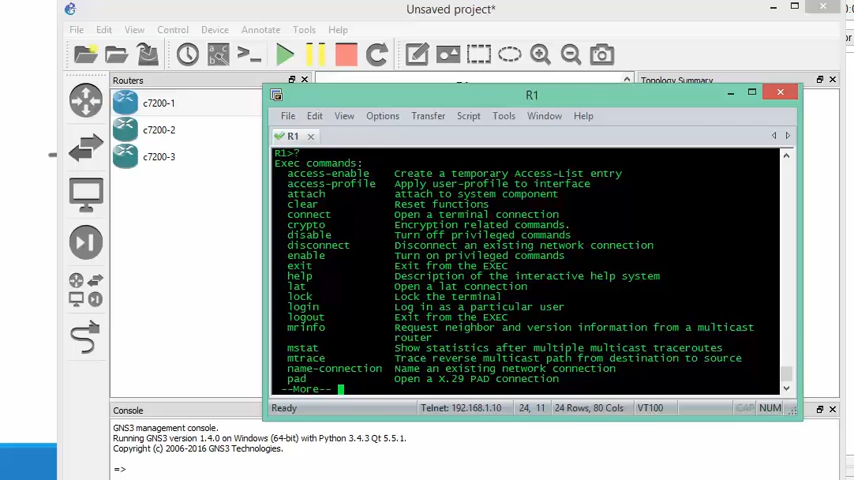 Unsaved project*
File Edit View Control Device Annotate Tools Help
Routers
Topology Summary
c7200-1
c7200-2
c7200-3
R1
File Edit View Options Transfer Script Tools Window Help
R1
R1>?
Exec commands:
access-enable Create a temporary Access-List entry
access-profile Apply user-profile to interface
attach attach to system component
clear Reset functions
connect Open a terminal connection
crypto Encryption related commands.
disable Turn off privileged commands
disconnect Disconnect an existing network connection
enable Turn on privileged commands
exit Exit from the EXEC
help Description of the interactive help system
lat Open a lat connection
lock Lock the terminal
login Log in as a particular user
logout Exit from the EXEC
mrinfo Request neighbor and version information from a multicast
router
mstat Show statistics after multiple multicast traceroutes
mtrace Trace reverse multicast path from destination to source
name-connection Name an existing network connection
pad Open a X.29 PAD connection
--More--
Ready Telnet: 192.168.1.10 24, 11 24 Rows, 80 Cols VT100 CAP NUM
Console
GNS3 management console.
Running GNS3 version 1.4.0 on Windows (64-bit) with Python 3.4.3 Qt 5.5.1.
Copyright (c) 2006-2016 GNS3 Technologies.
=>